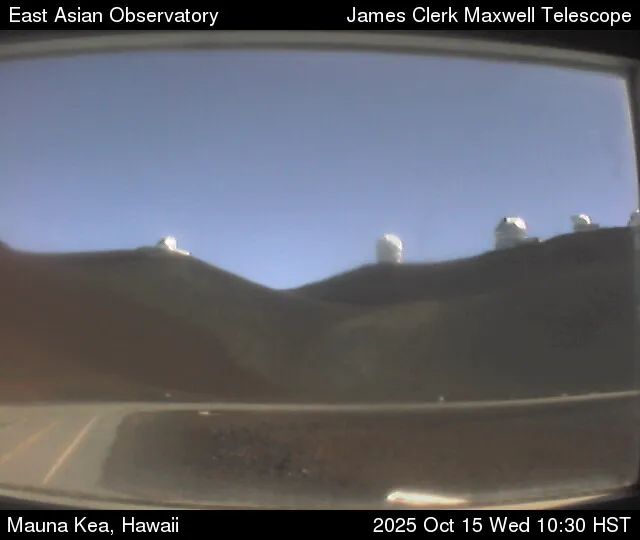 East Asian Observatory
James Clerk Maxwell Telescope
Mauna Kea, Hawaii
2025 Oct 15 Wed 10:30 HST